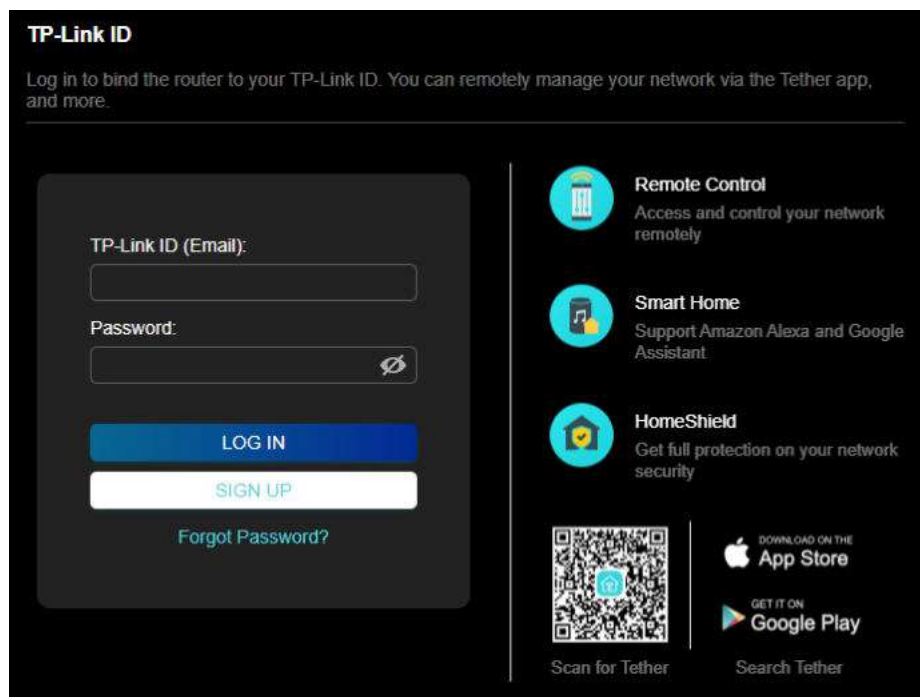 TP-Link ID
Log in to bind the router to your TP-Link ID. You can remotely manage your network via the Tether app,
and more.
TP-Link ID (Email):
Password:
LOG IN
SIGN UP
Forgot Password?
Remote Control
Access and control your network
remotely
Smart Home
Support Amazon Alexa and Google
Assistant
HomeShield
Get full protection on your network
security
Scan for Tether
DOWNLOAD ON THE
App Store
GET IT ON
Google Play
Search Tether